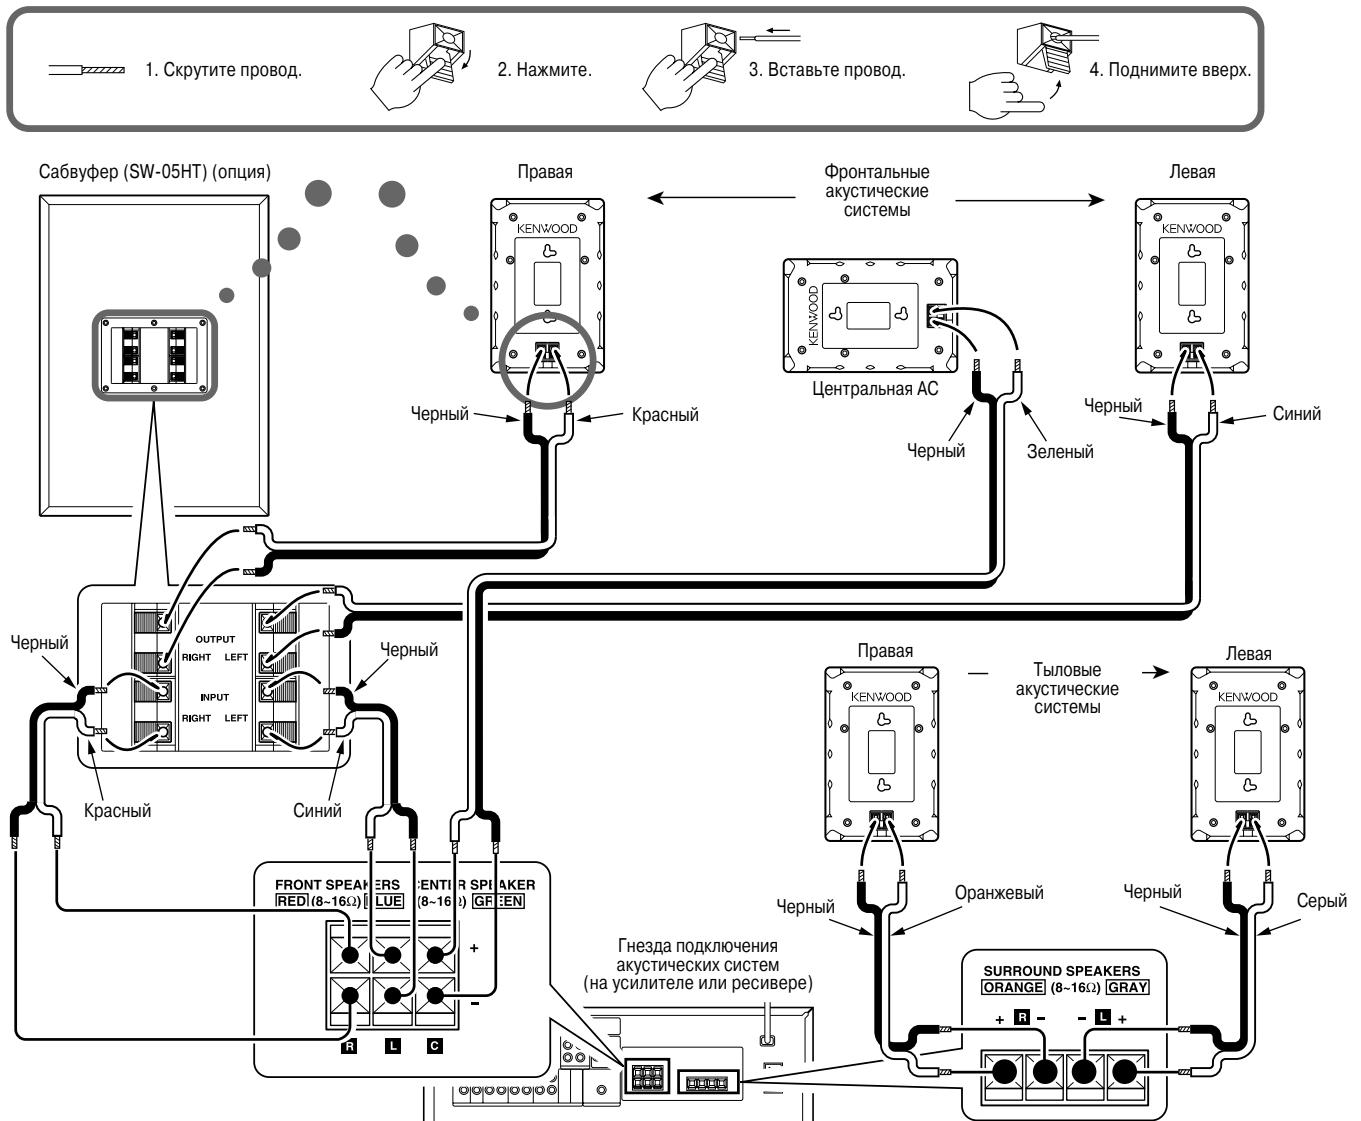 1. Скрутите провод.
2. Нажмите.
3. Вставьте провод.
4. Поднимите вверх.
Сабвуфер (SW-05HT) (опция)
Правая
Фронтальные
акустические
системы
Левая
KENWOOD
KENWOOD
KENWOOD
Центральная АС
Черный
Красный
Черный
Зеленый
Черный
Синий
OUTPUT
RIGHT LEFT
INPUT
RIGHT LEFT
Черный
Черный
Красный
Синий
Правая
Тыловые
акустические
системы
Левая
KENWOOD
KENWOOD
Черный
Оранжевый
Черный
Серый
FRONT SPEAKERS
RED (8~16Ω)
SPEAKER
(8~16Ω) GREEN
+
-
R L C
Гнезда подключения
акустических систем
(на усилителе или ресивере)
SURROUND SPEAKERS
ORANGE (8~16Ω) GRAY
+ R - - L +